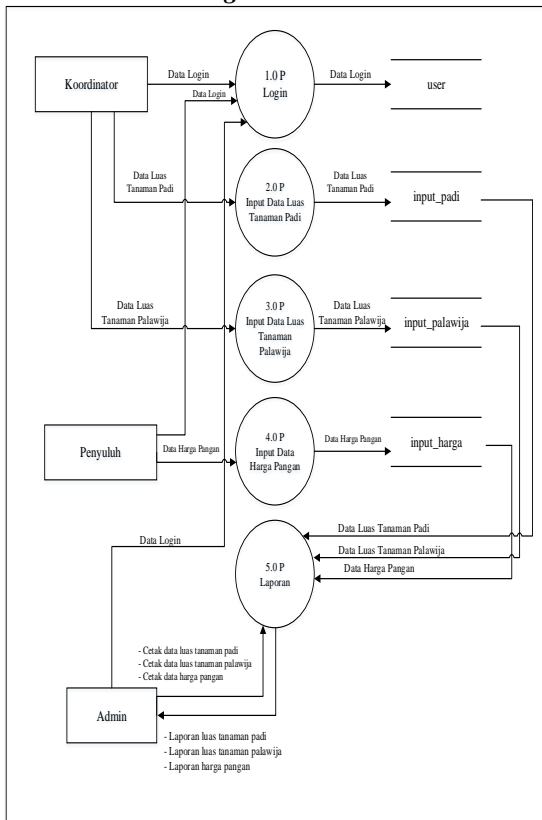 Koordinator
Data Login
Data Login
1.0 P
Login
Data Login
user
Data Luas
Tanaman Padi
2.0 P
Input Data Luas
Tanaman Padi
Data Luas
Tanaman Padi
input_padi
Data Luas
Tanaman Palawija
3.0 P
Input Data Luas
Tanaman
Palawija
Data Luas
Tanaman Palawija
input_palawija
Penyuluh
Data Harga Pangan
4.0 P
Input Data
Harga Pangan
Data Harga Pangan
input_harga
Data Login
5.0 P
Laporan
Data Luas Tanaman Padi
Data Luas Tanaman Palawija
Data Harga Pangan
- Cetak data luas tanaman padi
- Cetak data luas tanaman palawija
- Cetak data harga pangan
Admin
- Laporan luas tanaman padi
- Laporan luas tanaman palawija
- Laporan harga pangan